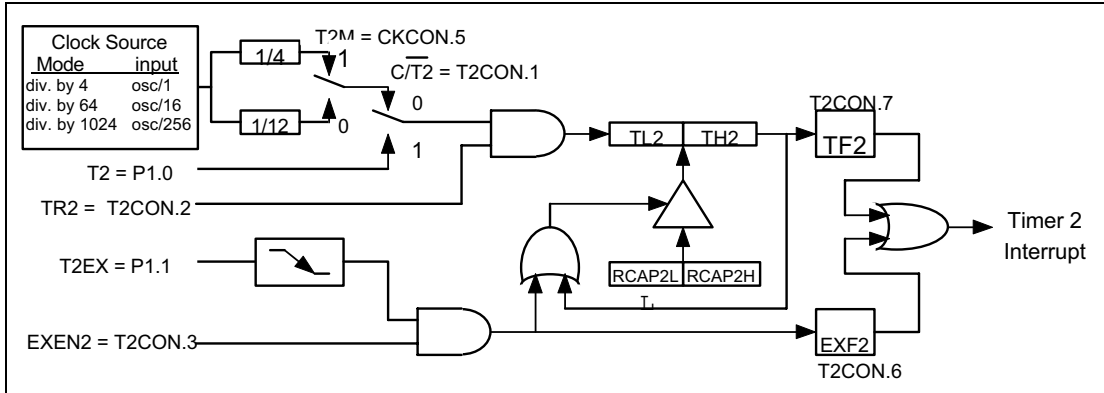 Clock Source
Mode input
div. by 4 osc/1
div. by 64 osc/16
div. by 1024 osc/256
1/4
1/12
T2M = CKCON.5
1
0
C/T2 = T2CON.1
0
1
T2 = P1.0
TR2 = T2CON.2
TL2 TH2
T2CON.7
TF2
Timer 2
Interrupt
T2EX = P1.1
RCAP2L RCAP2H
EXEN2 = T2CON.3
EXF2
T2CON.6